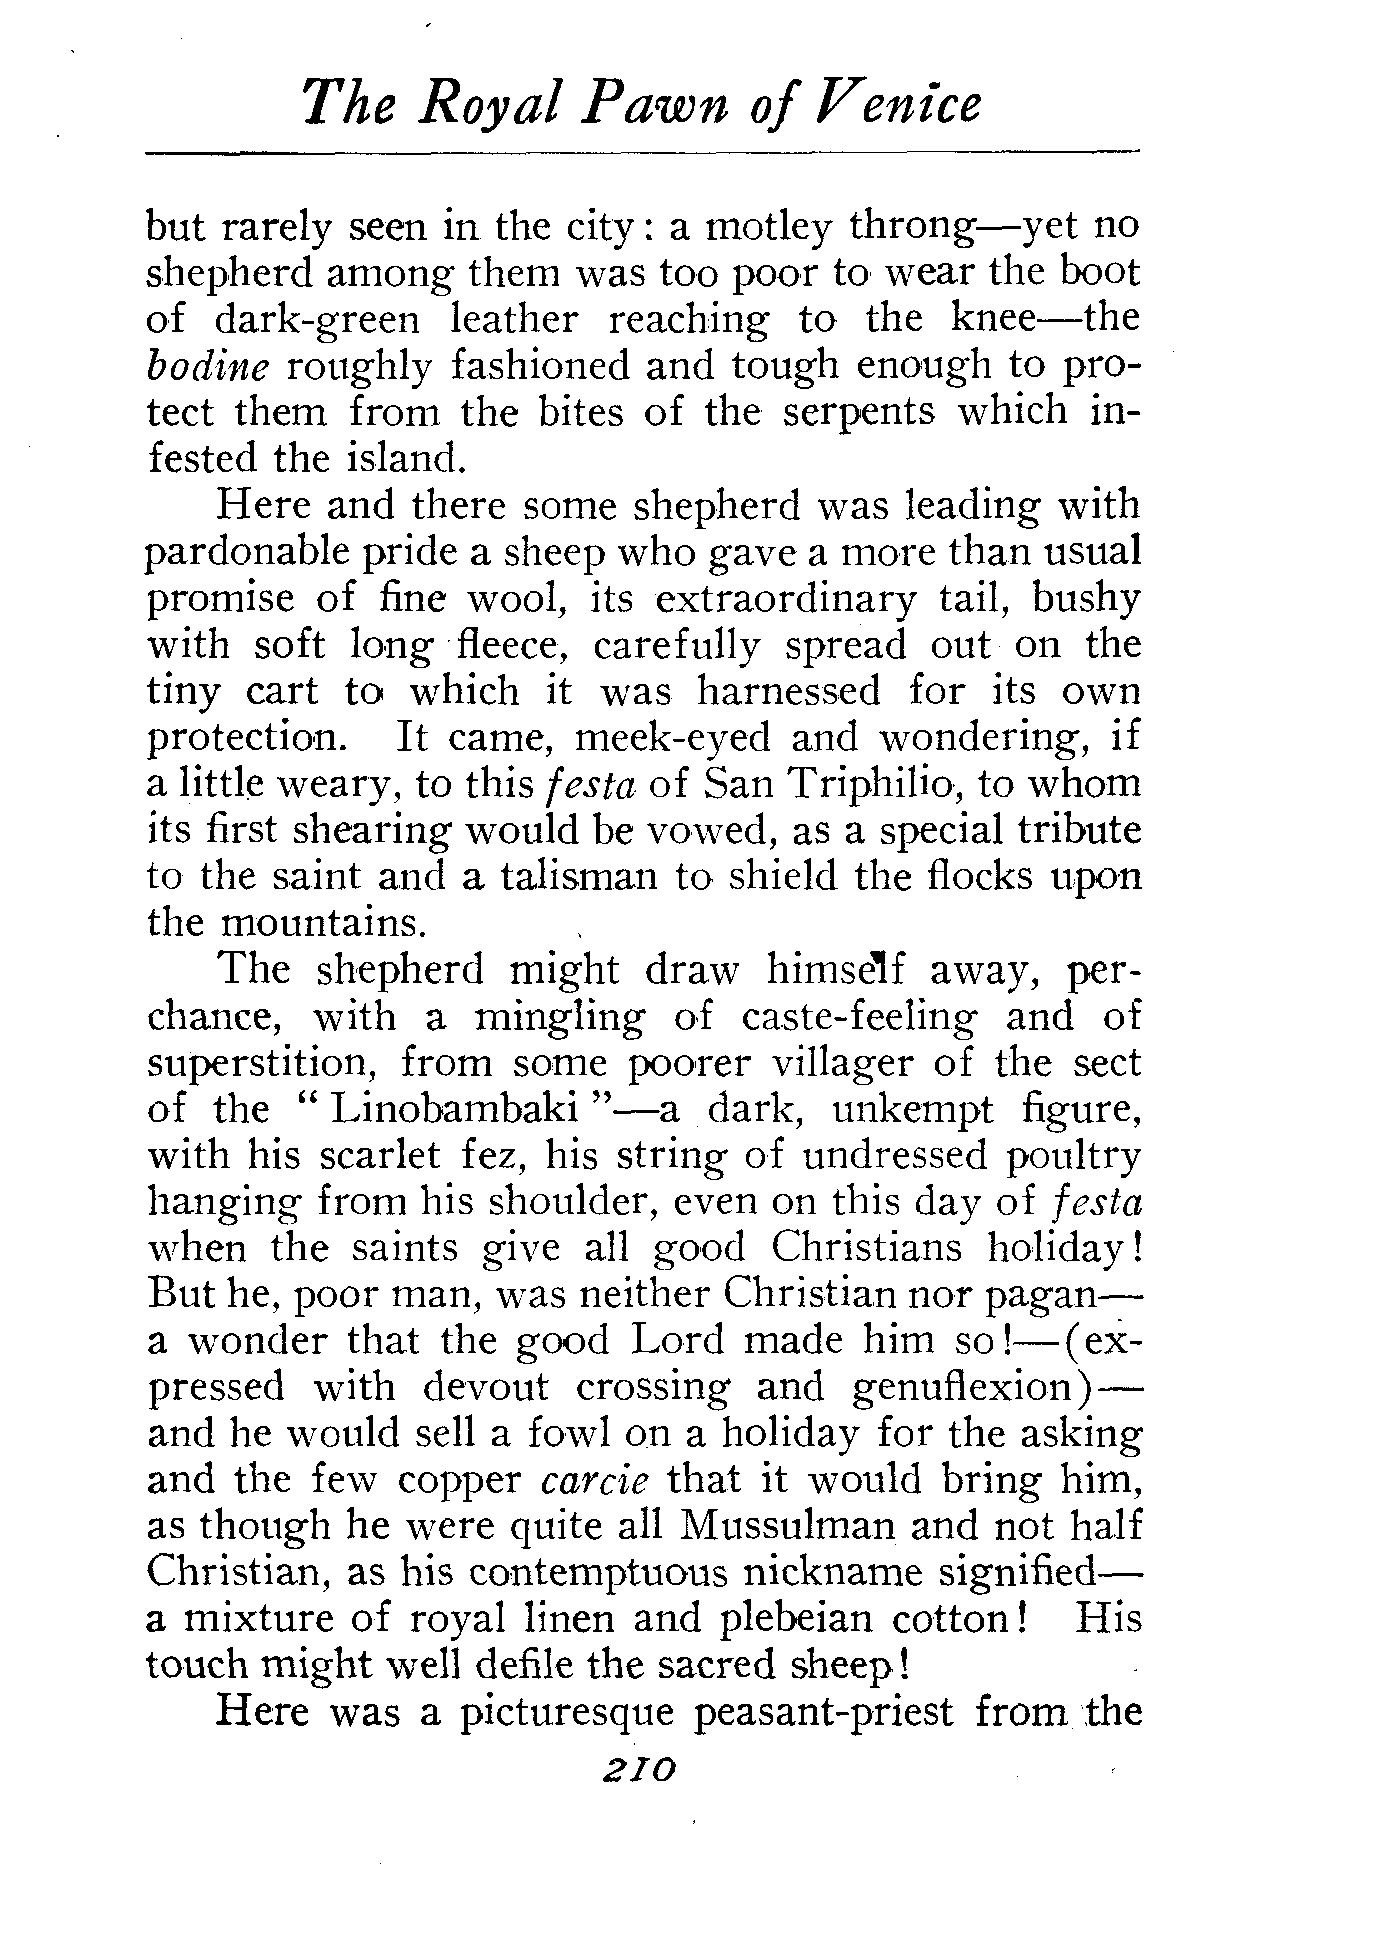 The Royal Pawn of Venice
but rarely seen in the city : a motley throng—yet no
shepherd among them was too poor to wear the boot
of dark-green leather reaching to the knee—the
bodine roughly fashioned and tough enough to pro-
tect them from the bites of the serpents which in-
fested the island.
Here and there some shepherd was leading with
pardonable pride a sheep who gave a more than usual
promise of fine wool, its extraordinary tail, bushy
with soft long fleece, carefully spread out on the
tiny cart to which it was harnessed for its own
protection. It came, meek-eyed and wondering, if
a little weary, to this festa of San Triphilio, to whom
its first shearing would be vowed, as a special tribute
to the saint and a talisman to shield the flocks upon
the mountains.
The shepherd might draw himself away, per-
chance, with a mingling of caste-feeling and of
superstition, from some poorer villager of the sect
of the “ Linobambaki ”—a dark, unkempt figure,
with his scarlet fez, his string of undressed poultry
hanging from his shoulder, even on this day of festa
when the saints give all good Christians holiday!
But he, poor man, was neither Christian nor pagan—
a wonder that the good Lord made him so!—(ex-
pressed with devout crossing and genuflexion)—
and he would sell a fowl on a holiday for the asking
and the few copper carcie that it would bring him,
as though he were quite all Mussulman and not half
Christian, as his contemptuous nickname signified—
a mixture of royal linen and plebeian cotton! His
touch might well defile the sacred sheep!
Here was a picturesque peasant-priest from the
210